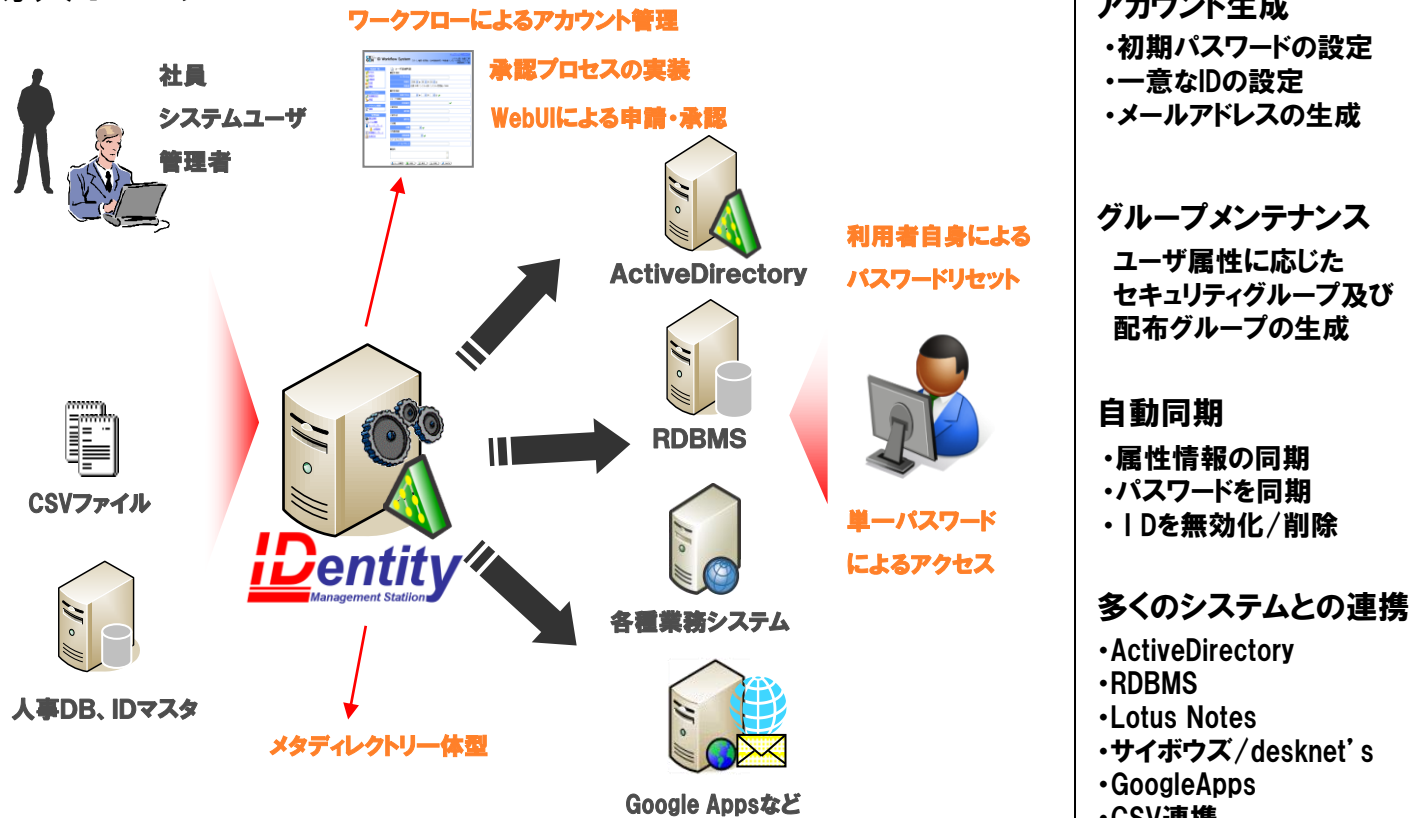 ワークフローによるアカウント管理
社員
システムユーザ
管理者
ID Workflow System
承認プロセスの実装
WebUIによる申請・承認
ActiveDirectory
利用者自身による
パスワードリセット
RDBMS
CSVファイル
IDentity
Management Station
単一パスワード
によるアクセス
各種業務システム
人事DB、IDマスタ
メタディレクトリ一体型
Google Appsなど
アカウント生成
・初期パスワードの設定
・一意なIDの設定
・メールアドレスの生成
グループメンテナンス
ユーザ属性に応じた
セキュリティグループ及び
配布グループの生成
自動同期
・属性情報の同期
・パスワードを同期
・IDを無効化/削除
多くのシステムとの連携
・ActiveDirectory
・RDBMS
・Lotus Notes
・サイボウズ/desknet’s
・GoogleApps
・CSV連携